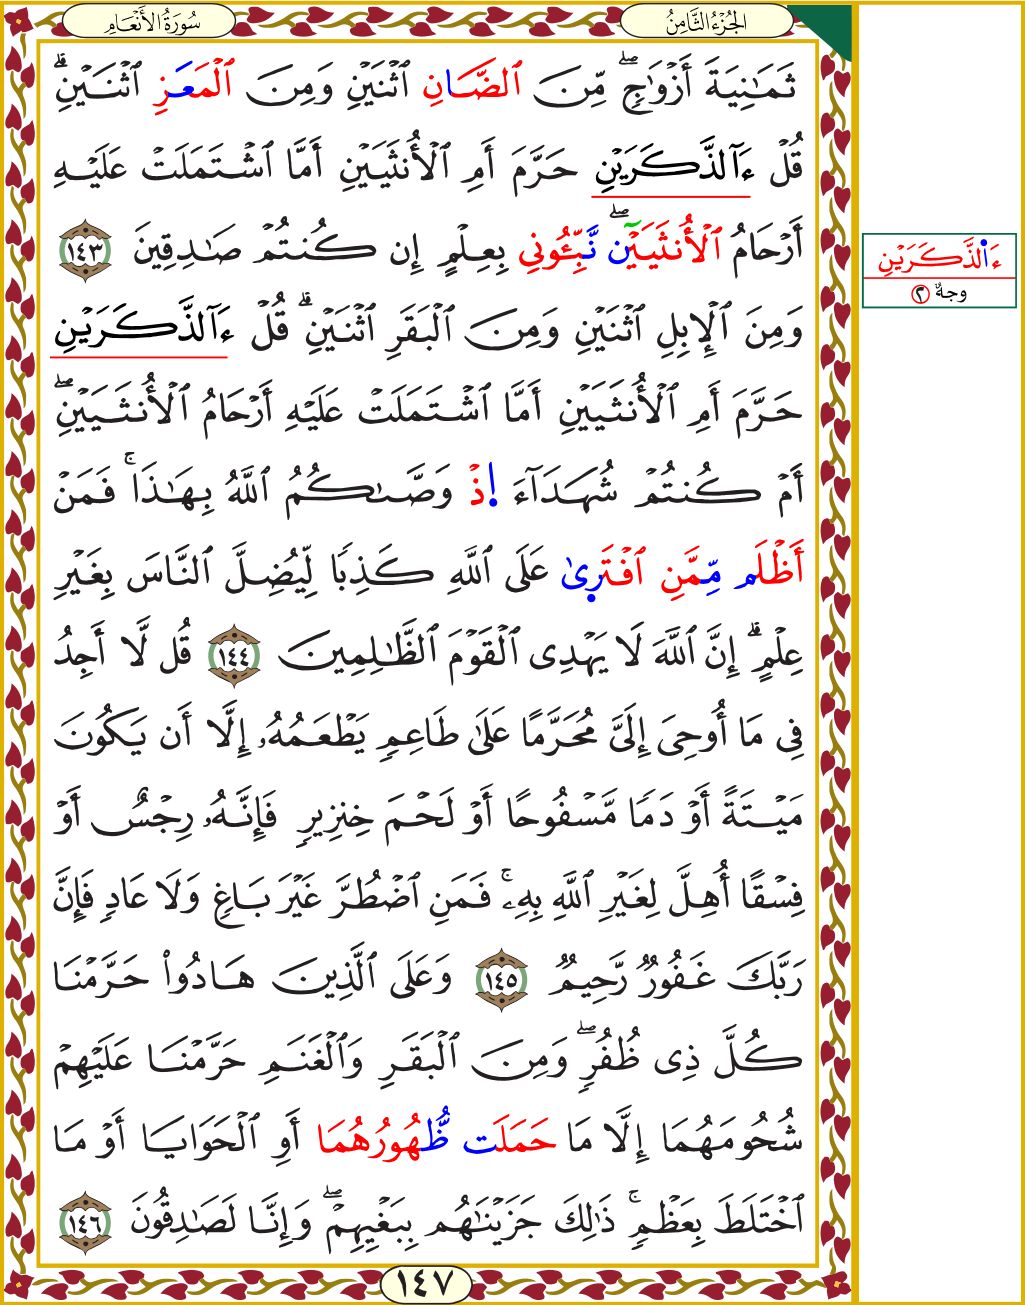 سُورَةُ الأَنْعَامِ
الجُزْءُ الثَّامِنُ
ثَمَٰنِيَةَ أَزْوَٰجٍۖ مِّنَ ٱلضَّانِ ٱثْنَيْنِ وَمِنَ ٱلْمَعَزِ ٱثْنَيْنِۗ
قُلْ ءَآلذَّكَرَيْنِ حَرَّمَ أَمِ ٱلْأُنثَيَيْنِ أَمَّا ٱشْتَمَلَتْ عَلَيْهِ
أَرْحَامُ ٱلْأُنثَيَيْن نَّبِّـُٔونِي بِعِلْمٍ إِن كُنتُمْ صَٰدِقِينَ ١٤٣
وَمِنَ ٱلْإِبِلِ ٱثْنَيْنِ وَمِنَ ٱلْبَقَرِ ٱثْنَيْنِۗ قُلْ ءَآلذَّكَرَيْنِ
حَرَّمَ أَمِ ٱلْأُنثَيَيْنِ أَمَّا ٱشْتَمَلَتْ عَلَيْهِ أَرْحَامُ ٱلْأُنثَيَيْنِۖ
أَمْ كُنتُمْ شُهَدَآءَ إِذْ وَصَّىٰكُمُ ٱللَّهُ بِهَٰذَاۚ فَمَنْ
أَظْلَم مِّمَّنِ ٱفْتَرٜىٰ عَلَى ٱللَّهِ كَذِبًا لِّيُضِلَّ ٱلنَّاسَ بِغَيْرِ
عِلْمٍۗ إِنَّ ٱللَّهَ لَا يَهْدِى ٱلْقَوْمَ ٱلظَّٰلِمِينَ ١٤٤ قُل لَّا أَجِدُ
فِى مَا أُوحِىَ إِلَىَّ مُحَرَّمًا عَلَىٰ طَاعِمٍ يَطْعَمُهُۥ إِلَّا أَن يَكُونَ
مَيْتَةً أَوْ دَمًا مَّسْفُوحًا أَوْ لَحْمَ خِنزِيرٍ فَإِنَّهُۥ رِجْسٌ أَوْ
فِسْقًا أُهِلَّ لِغَيْرِ ٱللَّهِ بِهِۦۚ فَمَنِ ٱضْطُرَّ غَيْرَ بَاغٍ وَلَا عَادٍ فَإِنَّ
رَبَّكَ غَفُورٌ رَّحِيمٌ ١٤٥ وَعَلَى ٱلَّذِينَ هَادُوا۟ حَرَّمْنَا
كُلَّ ذِى ظُفُرٍۖ وَمِنَ ٱلْبَقَرِ وَٱلْغَنَمِ حَرَّمْنَا عَلَيْهِمْ
شُحُومَهُمَا إِلَّا مَا حَمَلَت ظُّهُورُهُمَا أَوِ ٱلْحَوَايَا أَوْ مَا
ٱخْتَلَطَ بِعَظْمٍۚ ذَٰلِكَ جَزَيْنَٰهُم بِبَغْيِهِمْۖ وَإِنَّا لَصَٰدِقُونَ ١٤٦
١٤٧
ءَا۬لذَّكَرَيْنِ
وجهٌ ٢